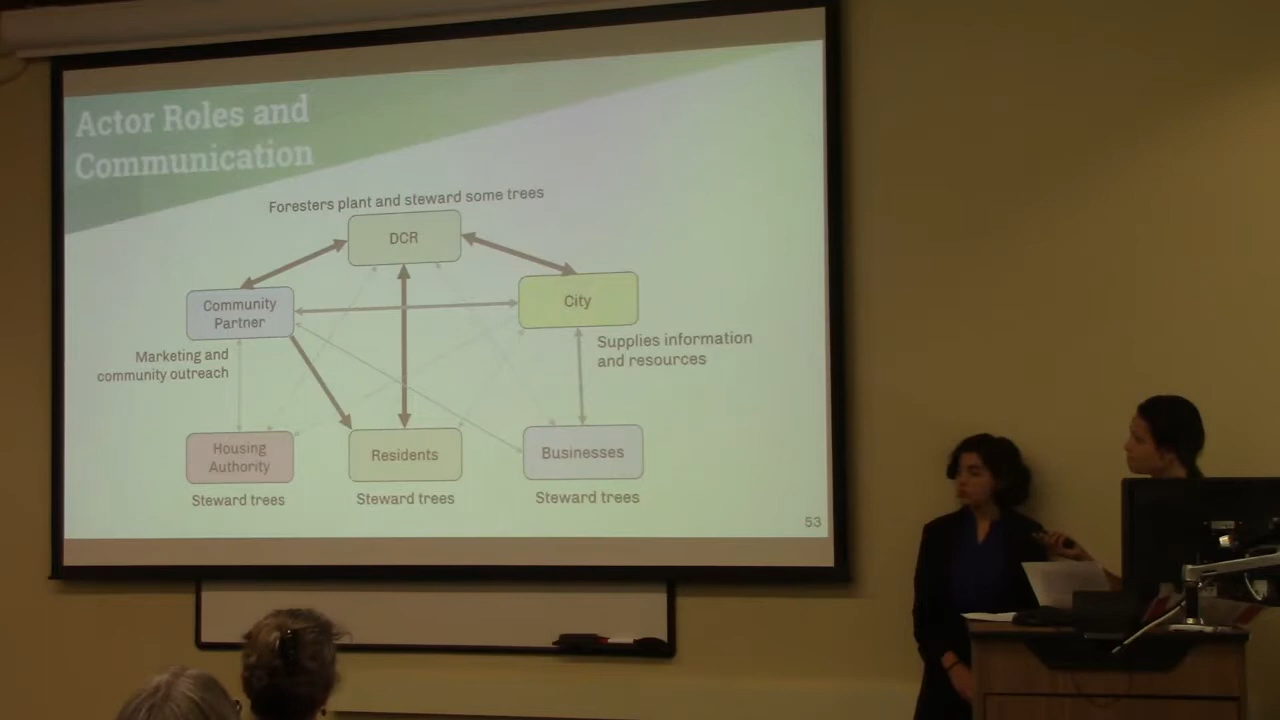 Actor Roles and
Communication
Foresters plant and steward some trees
DCR
Community
Partner
City
Marketing and
community outreach
Supplies information
and resources
Housing
Authority
Residents
Businesses
Steward trees
Steward trees
Steward trees
53